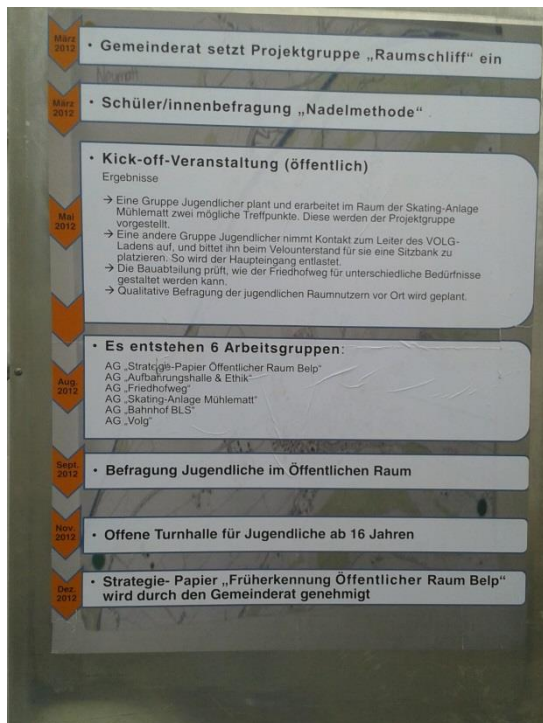 März
2012
• Gemeinderat setzt Projektgruppe „Raumschliff“ ein
März
2012
• Schüler/innenbefragung „Nadelmethode“
Mai
2012
• Kick-off-Veranstaltung (öffentlich)
Ergebnisse
→ Eine Gruppe Jugendlicher plant und erarbeitet im Raum der Skating-Anlage
Mühlematt zwei mögliche Treffpunkte. Diese werden der Projektgruppe
vorgestellt.
→ Eine andere Gruppe Jugendlicher nimmt Kontakt zum Leiter des VOLG-
Ladens auf, und bittet ihn beim Velounterstand für sie eine Sitzbank zu
platzieren. So wird der Haupteingang entlastet.
→ Die Bauabteilung prüft, wie der Friedhofweg für unterschiedliche Bedürfnisse
gestaltet werden kann.
→ Qualitative Befragung der jugendlichen Raumnutzern vor Ort wird geplant.
Aug.
2012
• Es entstehen 6 Arbeitsgruppen:
AG „Strategie-Papier Öffentlicher Raum Belp“
AG „Aufbahrungshalle & Ethik“
AG „Friedhofweg“
AG „Skating-Anlage Mühlematt“
AG „Bahnhof BLS“
AG „Volg“
Sept.
2012
• Befragung Jugendliche im Öffentlichen Raum
Nov.
2012
• Offene Turnhalle für Jugendliche ab 16 Jahren
Dez.
2012
• Strategie- Papier „Früherkennung Öffentlicher Raum Belp“
wird durch den Gemeinderat genehmigt